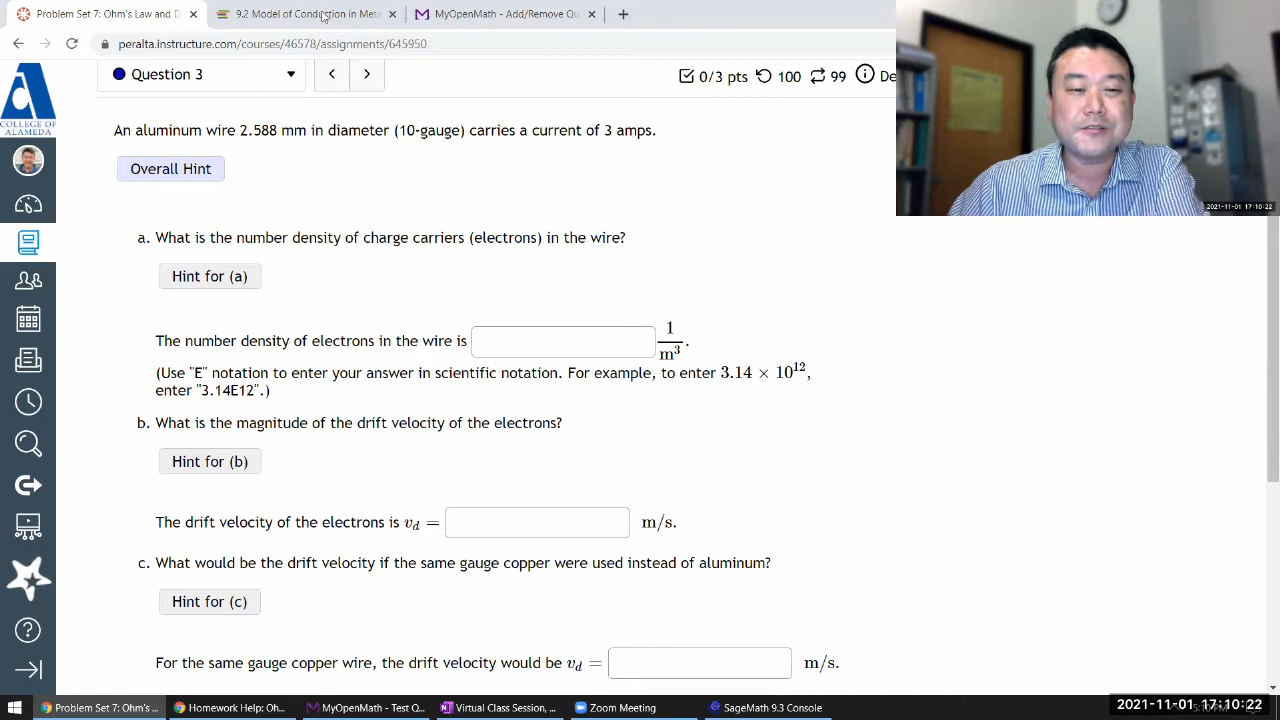 Problem Set 7: Ohm's Law and D
9.2 Model of Conduction in Meta
MyOpenMath - Add/Remove Qu
peralta.instructure.com/courses/46578/assignments/645950
COLLEGE OF
ALAMEDA
Question 3
0/3 pts 100 99 De
An aluminum wire 2.588 mm in diameter (10-gauge) carries a current of 3 amps.
Overall Hint
a. What is the number density of charge carriers (electrons) in the wire?
Hint for (a)
The number density of electrons in the wire is 1/m³.
(Use "E" notation to enter your answer in scientific notation. For example, to enter 3.14 × 10¹²,
enter "3.14E12".)
b. What is the magnitude of the drift velocity of the electrons?
Hint for (b)
The drift velocity of the electrons is v_d = m/s.
c. What would be the drift velocity if the same gauge copper were used instead of aluminum?
Hint for (c)
For the same gauge copper wire, the drift velocity would be v_d = m/s.
2021-11-01 17:10:22
Problem Set 7: Ohm's ...
Homework Help: Oh...
MyOpenMath - Test Q...
Virtual Class Session, ...
Zoom Meeting
SageMath 9.3 Console
2021-11-01 17:10:22